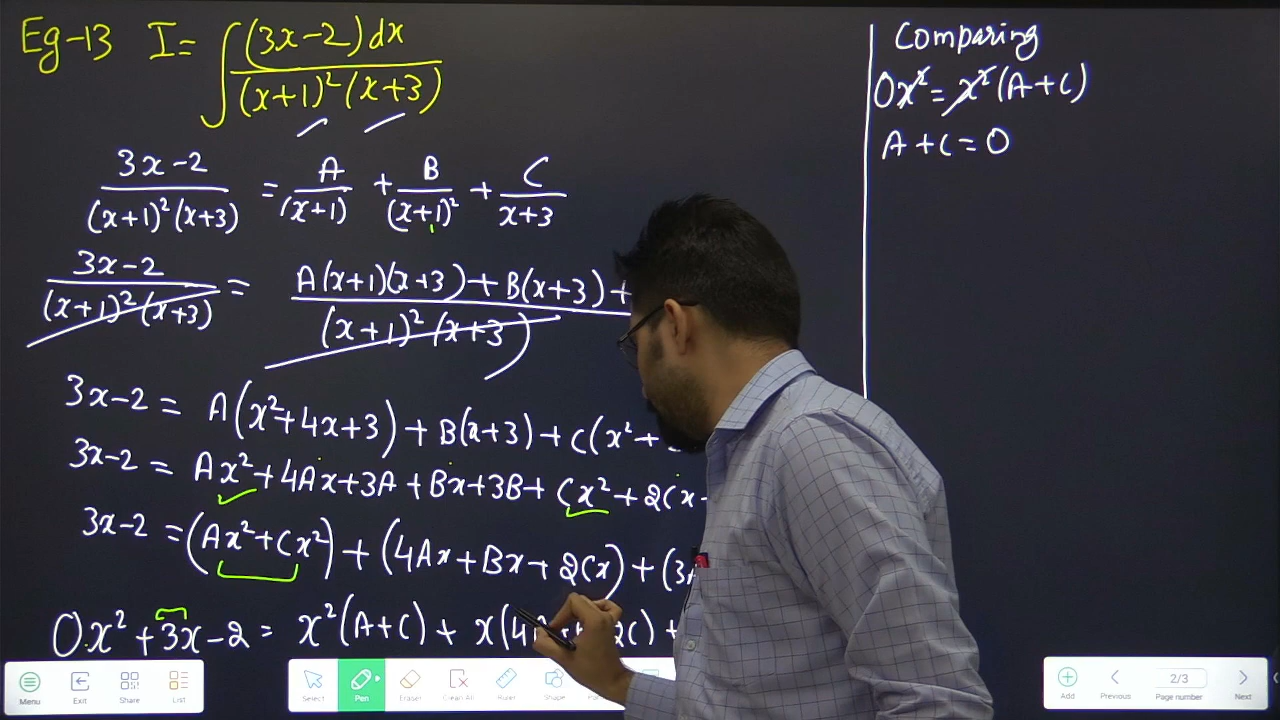 Eg-13 I = ∫ (3x-2) dx / (x+1)² (x+3)
3x-2 / (x+1)² (x+3) = A / (x+1) + B / (x+1)² + C / x+3
3x-2 / (x+1)² (x+3) = A(x+1)(x+3) + B(x+3) + / (x+1)² (x+3)
3x-2 = A(x²+4x+3) + B(x+3) + C(x²+
3x-2 = Ax²+4Ax+3A+Bx+3B+Cx²+2Cx-
3x-2 = (Ax²+Cx²) + (4Ax+Bx+2Cx) + (3A
0x²+3x-2 = x²(A+C) + x(4A 2C) +
Comparing
0x² = x²(A+C)
A+C=0
Menu Exit Share List
Select Pen Eraser Clean All Ruler Shape
Add Previous 2/3 Page number Next